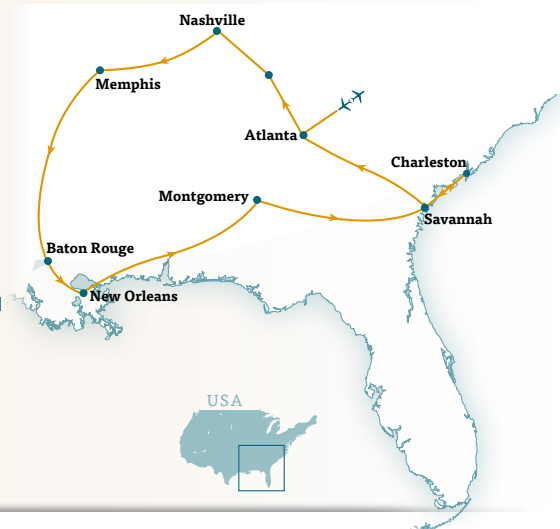 Nashville
Memphis
Atlanta
Charleston
Montgomery
Savannah
Baton Rouge
New Orleans
USA